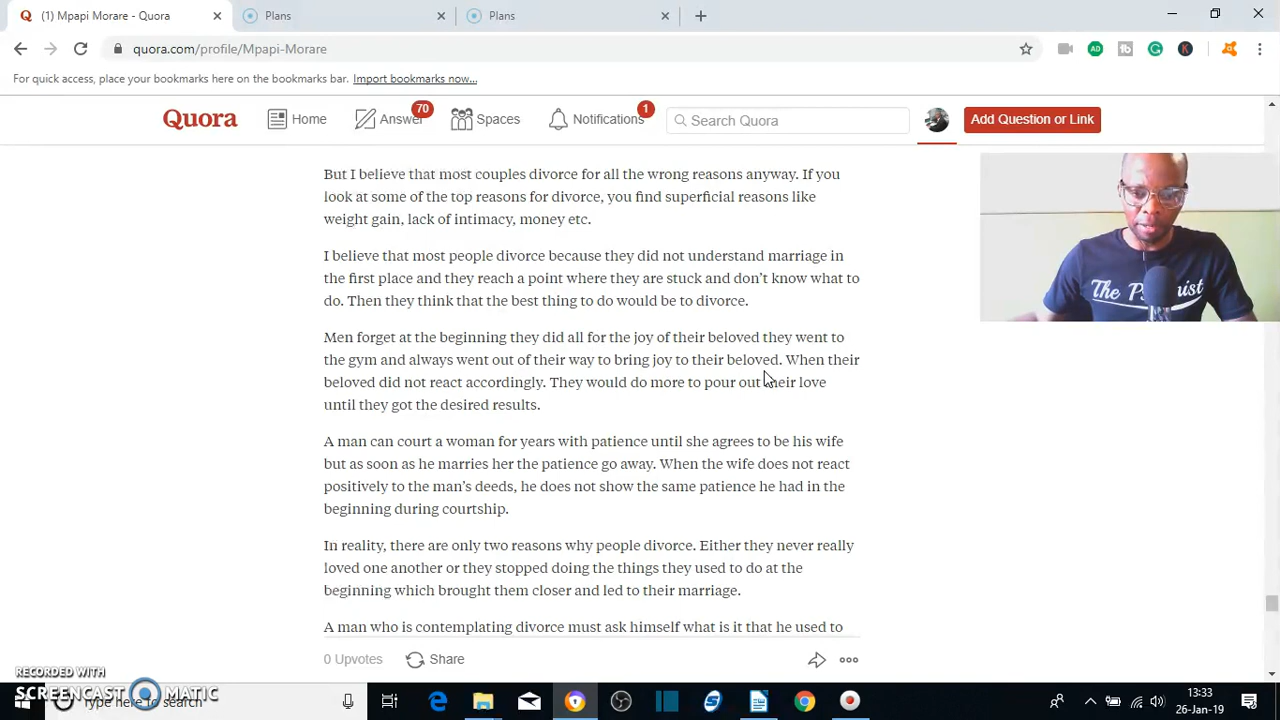 (1) Mpapi Morare - Quora
Plans
Plans
quora.com/profile/Mpapi-Morare
For quick access, place your bookmarks here on the bookmarks bar. Import bookmarks now...
Quora
Home
Answer
70
Spaces
Notifications
1
Search Quora
Add Question or Link
But I believe that most couples divorce for all the wrong reasons anyway. If you
look at some of the top reasons for divorce, you find superficial reasons like
weight gain, lack of intimacy, money etc.
I believe that most people divorce because they did not understand marriage in
the first place and they reach a point where they are stuck and don't know what to
do. Then they think that the best thing to do would be to divorce.
Men forget at the beginning they did all for the joy of their beloved they went to
the gym and always went out of their way to bring joy to their beloved. When their
beloved did not react accordingly. They would do more to pour out their love
until they got the desired results.
A man can court a woman for years with patience until she agrees to be his wife
but as soon as he marries her the patience go away. When the wife does not react
positively to the man's deeds, he does not show the same patience he had in the
beginning during courtship.
In reality, there are only two reasons why people divorce. Either they never really
loved one another or they stopped doing the things they used to do at the
beginning which brought them closer and led to their marriage.
A man who is contemplating divorce must ask himself what is it that he used to
0 Upvotes
Share
The
RECORDED WITH
SCREENCAST MATIC
Type here to search
13:33
26-Jan-19